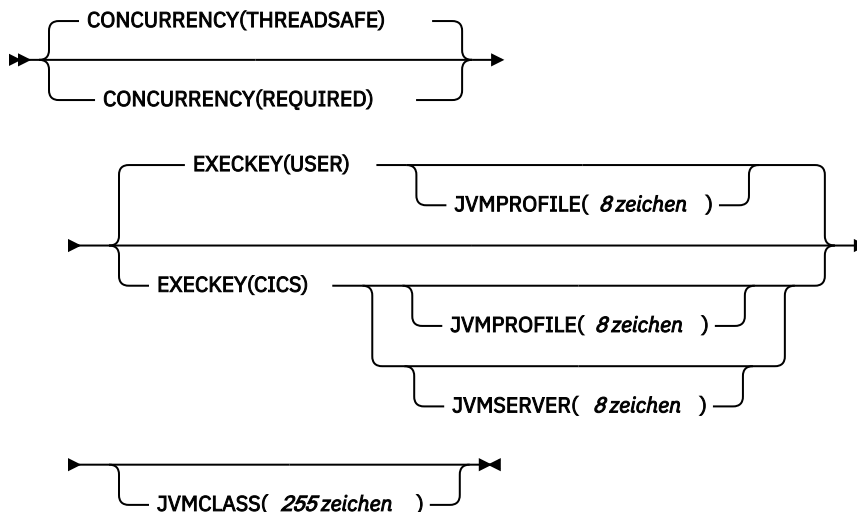 CONCURRENCY(THREADSAFE)
CONCURRENCY(REQUIRED)
EXECKEY(USER)
JVMPROFILE( 8 zeichen )
EXECKEY(CICS)
JVMPROFILE( 8 zeichen )
JVMSERVER( 8 zeichen )
JVMCLASS( 255 zeichen )